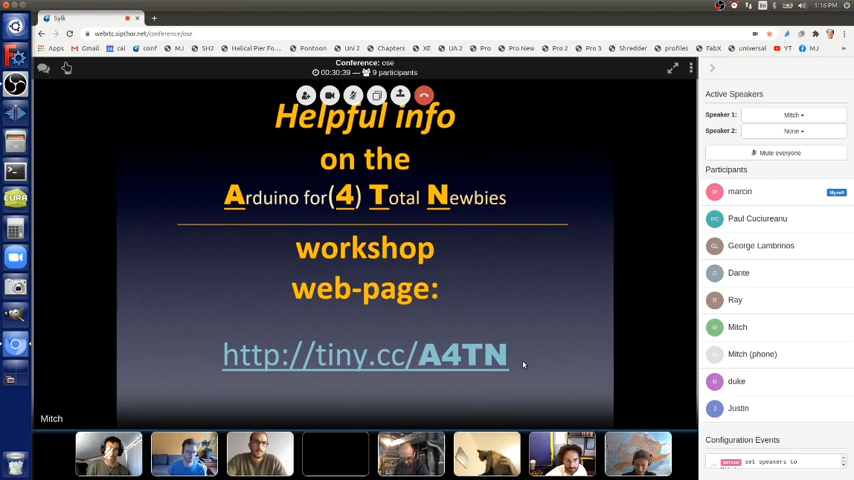 Sylk
1:16 PM
webrtc.sipthor.net/conference/ose
Apps
Gmail
cal
conf
MJ
SH2
Helical Pier Fo...
Pontoon
Uni 2
Chapters
XE
UA 2
Pro
Pro New
Pro 2
Pro 3
Shredder
profiles
FabX
universal
YT
MJ
Conference: ose
00:30:39 — 9 participants
Helpful info
on the
Arduino for(4) Total Newbies
workshop
web-page:
http://tiny.cc/A4TN
Mitch
Active Speakers
Speaker 1:
Mitch
Speaker 2:
None
Mute everyone
Participants
marcin
Myself
PC
Paul Cuciureanu
GL
George Lambrinos
D
Dante
R
Ray
M
Mitch
Mitch (phone)
D
duke
J
Justin
Configuration Events
marcin set speakers to